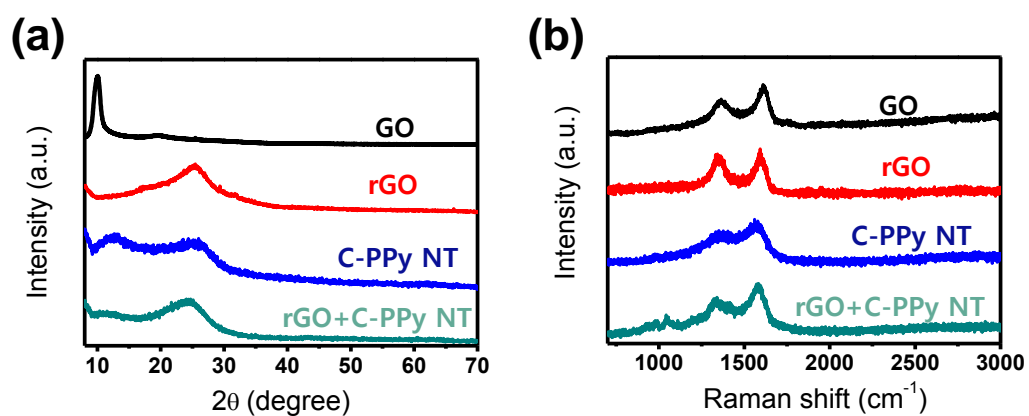 (a)
Intensity (a.u.)
GO
rGO
C-PPy NT
rGO+C-PPy NT
10 20 30 40 50 60 70
2θ (degree)
(b)
Intensity (a.u.)
GO
rGO
C-PPy NT
rGO+C-PPy NT
1000 1500 2000 2500 3000
Raman shift (cm⁻¹)